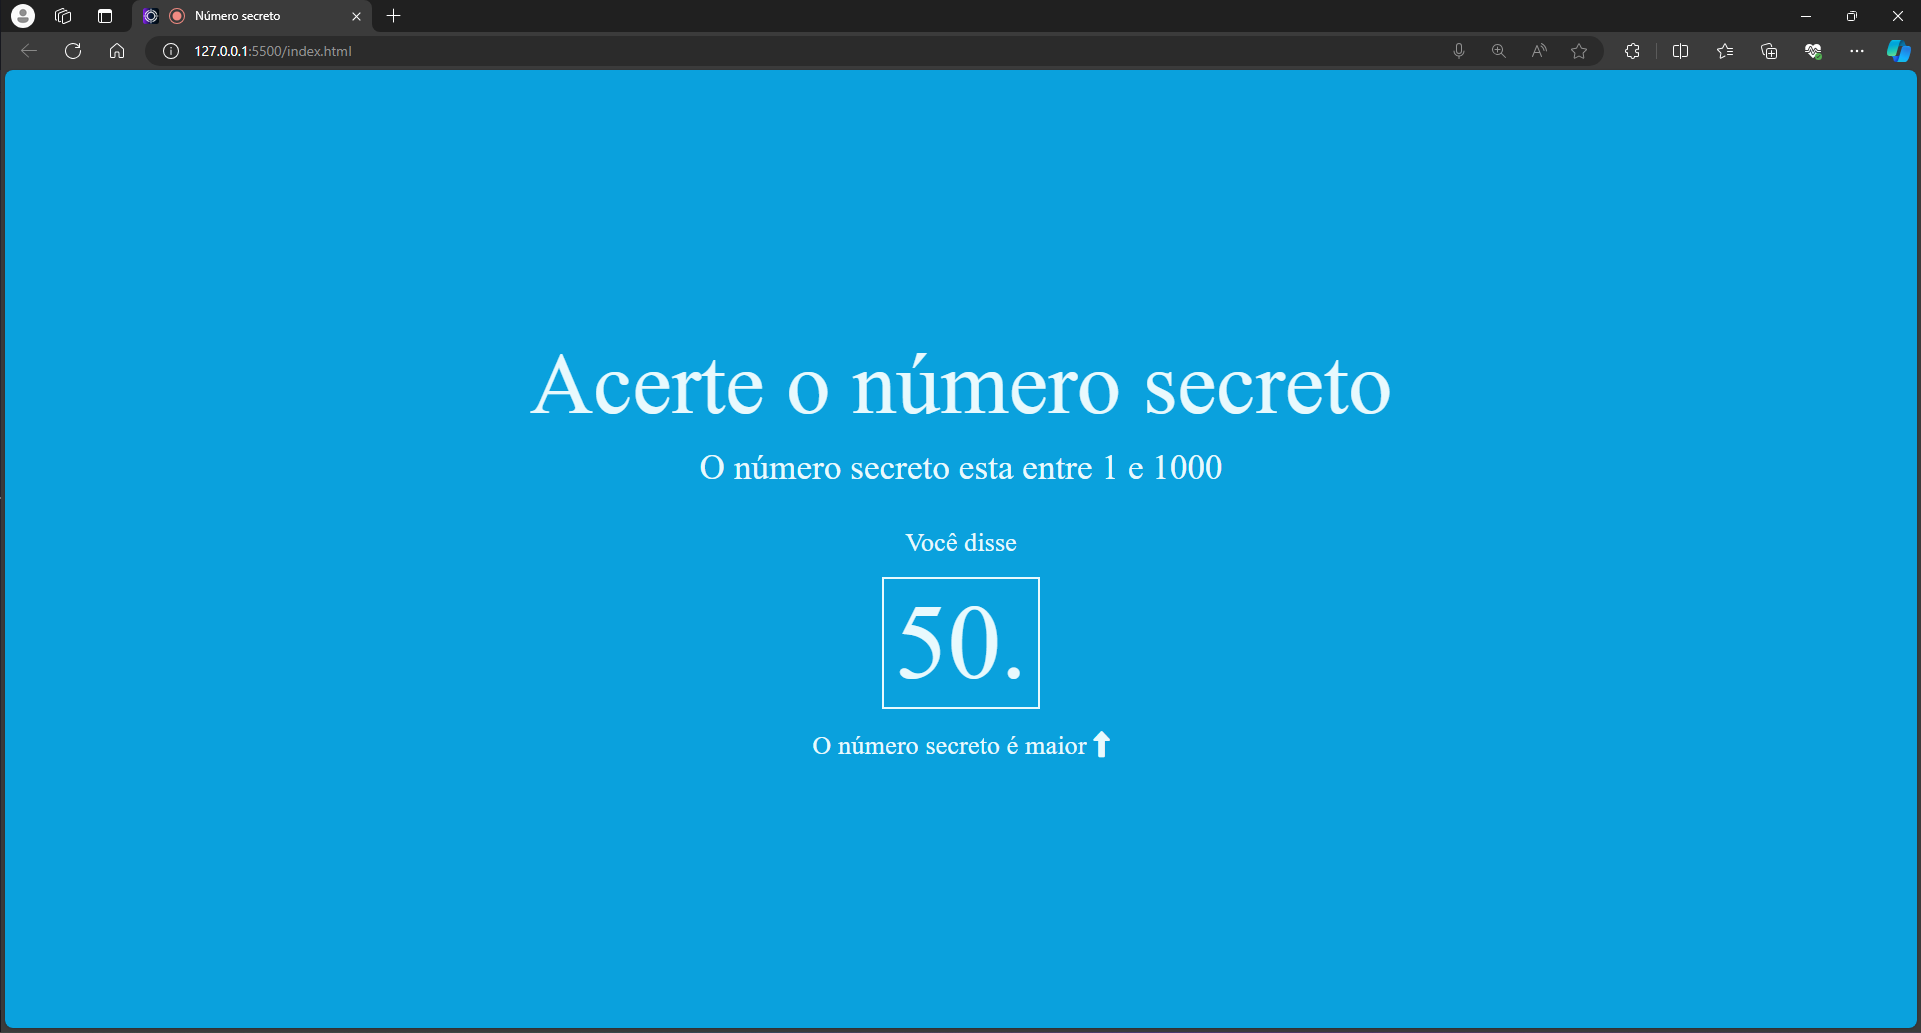 Número secreto
127.0.0.1:5500/index.html
Acerte o número secreto
O número secreto esta entre 1 e 1000
Você disse
50.
O número secreto é maior